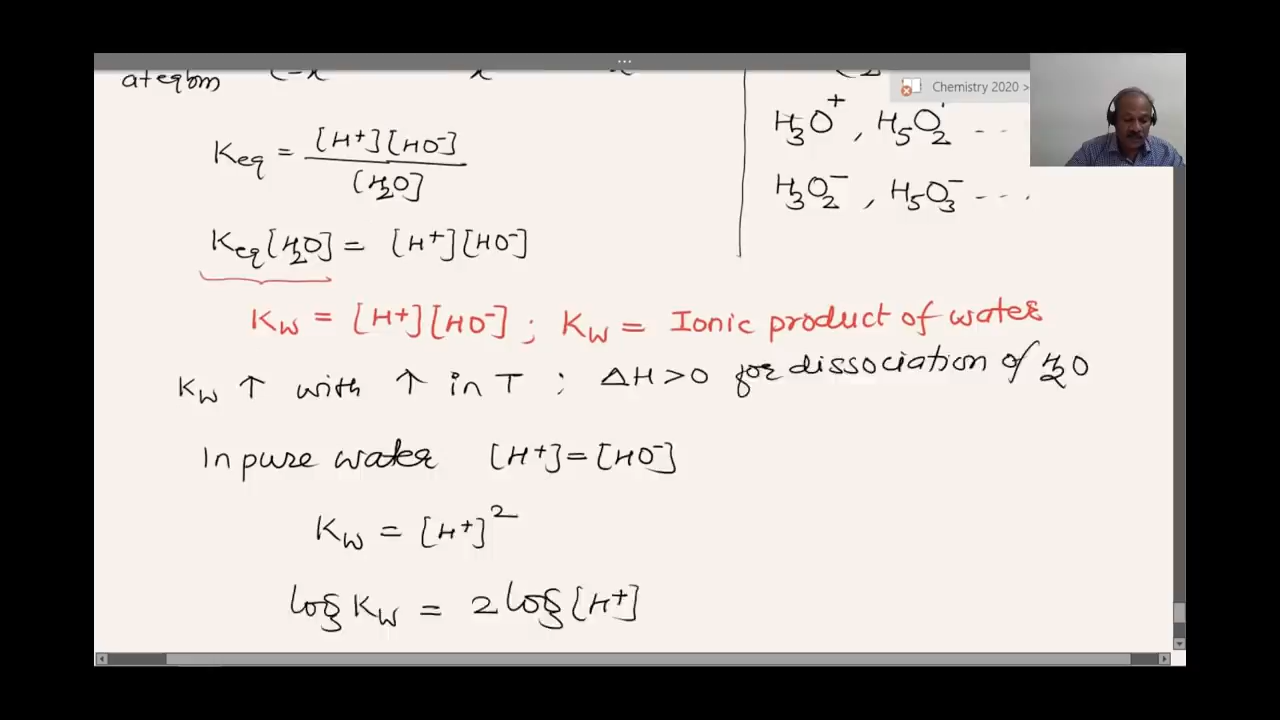 at eqbm
Chemistry 2020 >
H₃O⁺, H₅O₂⁺ ----
H₃O₂⁻, H₅O₃⁻ ---.
Keq = [H⁺][HO⁻] / [H₂O]
Keq[H₂O] = [H⁺][HO⁻]
Kw = [H⁺][HO⁻] ; Kw = Ionic product of water
Kw ↑ with ↑ in T ; ΔH>0 for dissociation of H₂O
In pure water [H⁺]=[HO⁻]
Kw = [H⁺]²
log Kw = 2 log [H⁺]